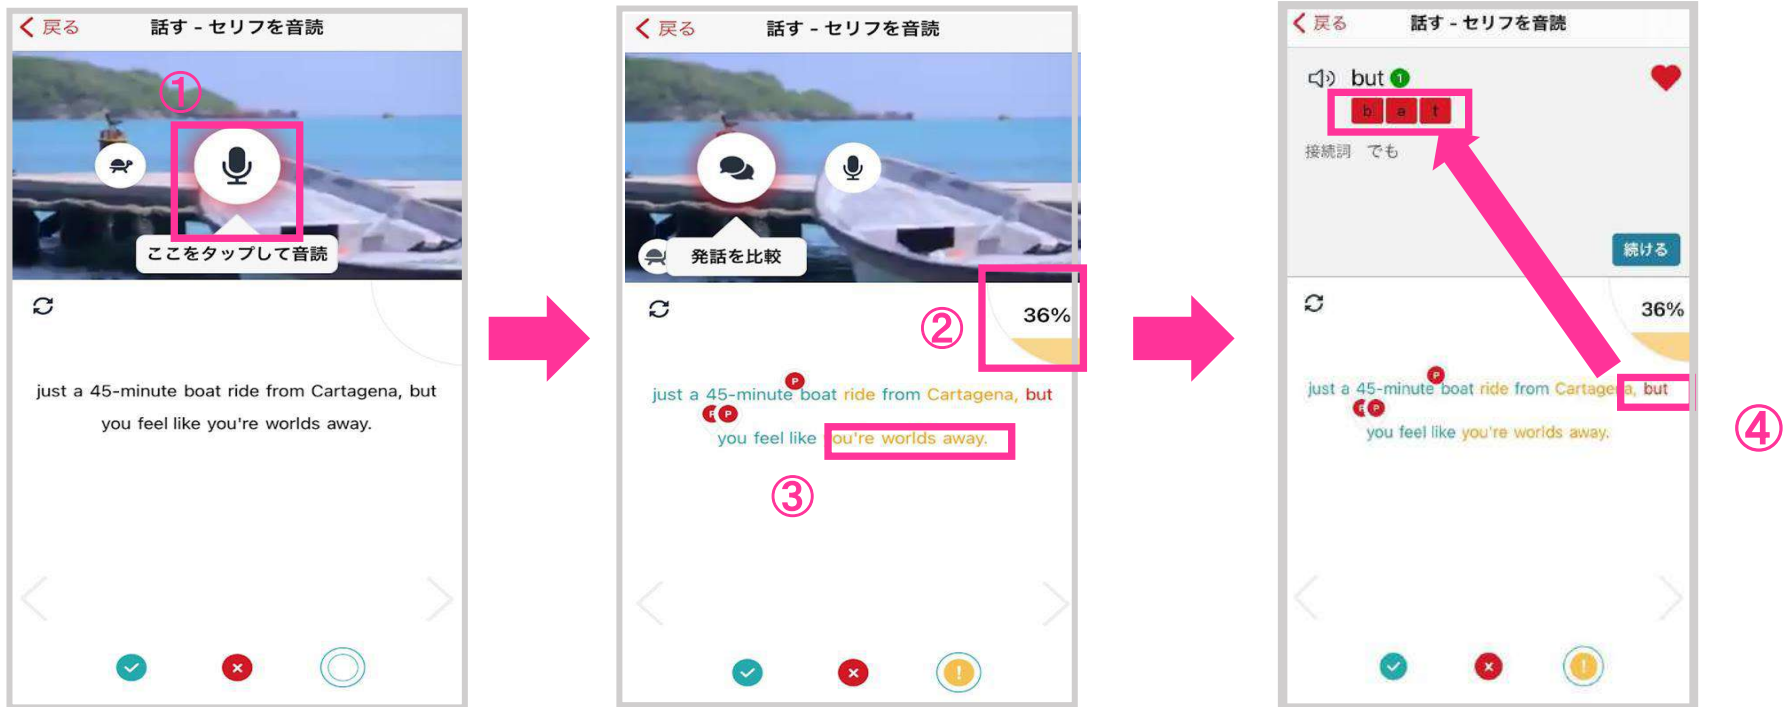 戻る 話す - セリフを音読
①
ここをタップして音読
just a 45-minute boat ride from Cartagena, but
you feel like you're worlds away.
戻る 話す - セリフを音読
発話を比較
②
36%
P
just a 45-minute boat ride from Cartagena, but
P P
you feel like you're worlds away.
③
戻る 話す - セリフを音読
but 1
b t
接続詞 でも
続ける
36%
P
just a 45-minute boat ride from Cartagena, but
P
you feel like you're worlds away.
④